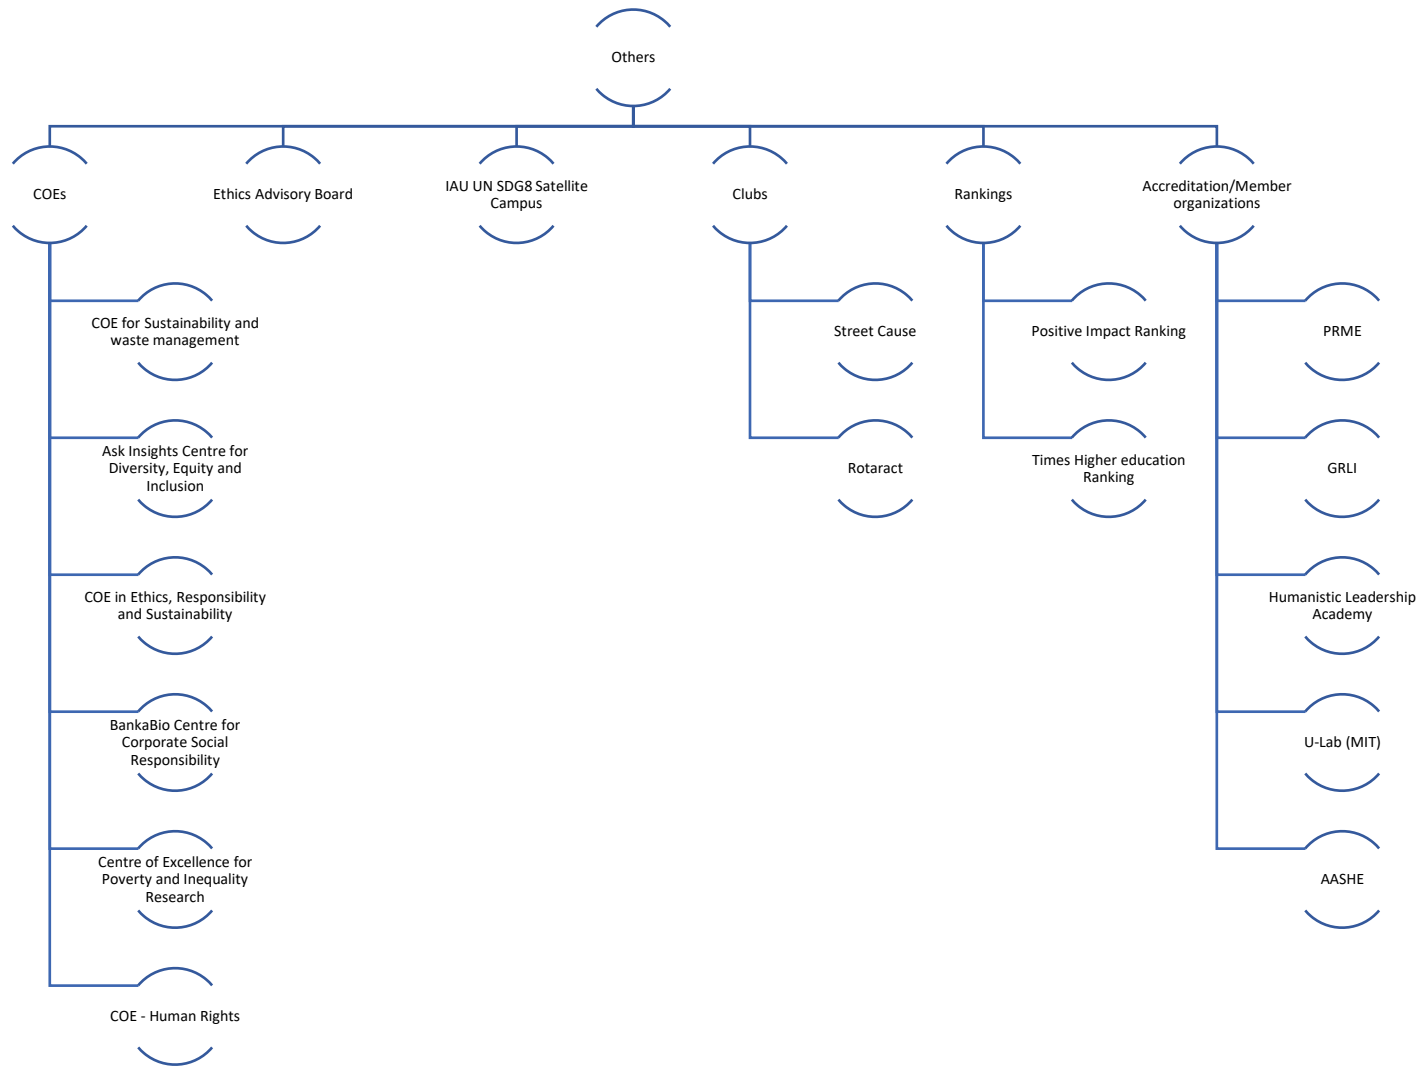 Others
COEs
Ethics Advisory Board
IAU UN SDG8 Satellite
Campus
Clubs
Rankings
Accreditation/Member
organizations
COE for Sustainability and
waste management
Ask Insights Centre for
Diversity, Equity and
Inclusion
COE in Ethics, Responsibility
and Sustainability
BankaBio Centre for
Corporate Social
Responsibility
Centre of Excellence for
Poverty and Inequality
Research
COE - Human Rights
Street Cause
Rotaract
Positive Impact Ranking
Times Higher education
Ranking
PRME
GRLI
Humanistic Leadership
Academy
U-Lab (MIT)
AASHE